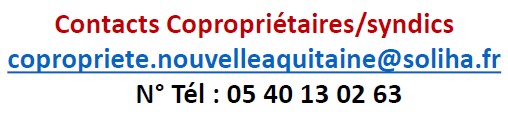 Contacts Copropriétaires/syndics
copropriete.nouvelleaquitaine@soliha.fr
N° Tél : 05 40 13 02 63